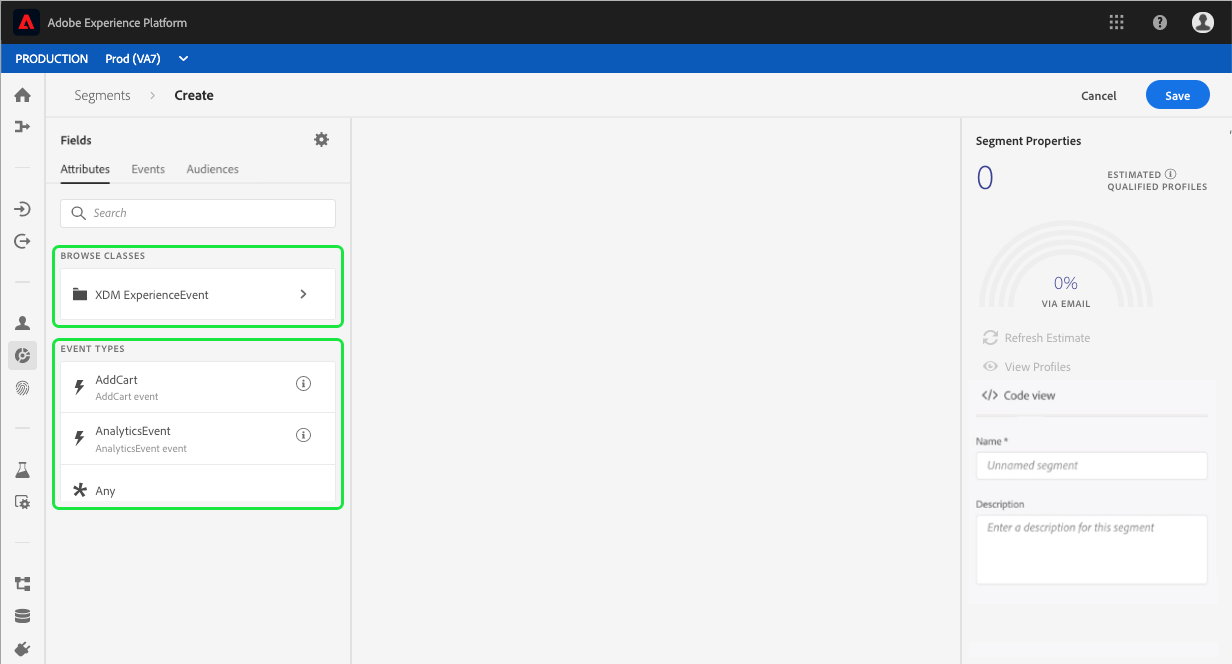 Adobe Experience Platform
PRODUCTION Prod (VA7)
Segments > Create
Cancel
Save
Fields
Attributes Events Audiences
Search
BROWSE CLASSES
XDM ExperienceEvent
EVENT TYPES
AddCart
AddCart event
AnalyticsEvent
AnalyticsEvent event
Any
Segment Properties
0
ESTIMATED
QUALIFIED PROFILES
0%
VIA EMAIL
Refresh Estimate
View Profiles
</> Code view
Name *
Unnamed segment
Description
Enter a description for this segment